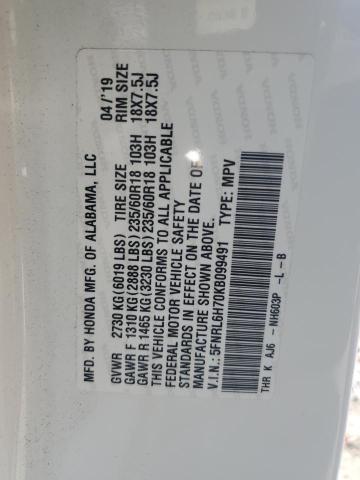 MFD. BY HONDA MFG. OF ALABAMA, LLC 04/'19
GVWR 2730 KG(6019 LBS) TIRE SIZE RIM SIZE
GAWR F 1310 KG(2888 LBS) 235/60R18 103H 18X7.5J
GAWR R 1465 KG(3230 LBS) 235/60R18 103H 18X7.5J
THIS VEHICLE CONFORMS TO ALL APPLICABLE
FEDERAL MOTOR VEHICLE SAFETY
STANDARDS IN EFFECT ON THE DATE OF
MANUFACTURE SHOWN ABOVE.
V.I.N.: 5FNRL6H70KB099491 TYPE: MPV
THR K AJ6 - NH603P -L-B